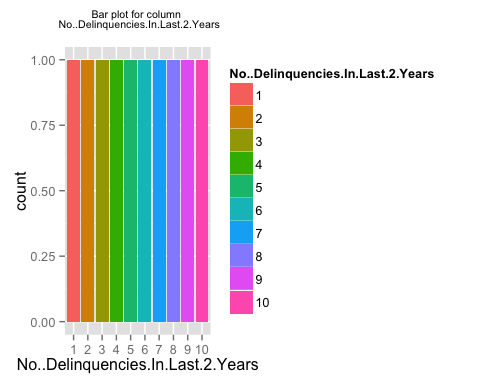 Bar plot for column
No..Delinquencies.In.Last.2.Years
No..Delinquencies.In.Last.2.Years
1
2
3
4
5
6
7
8
9
10
1.00
0.75
0.50
0.25
0.00
count
1 2 3 4 5 6 7 8 9 10
No..Delinquencies.In.Last.2.Years